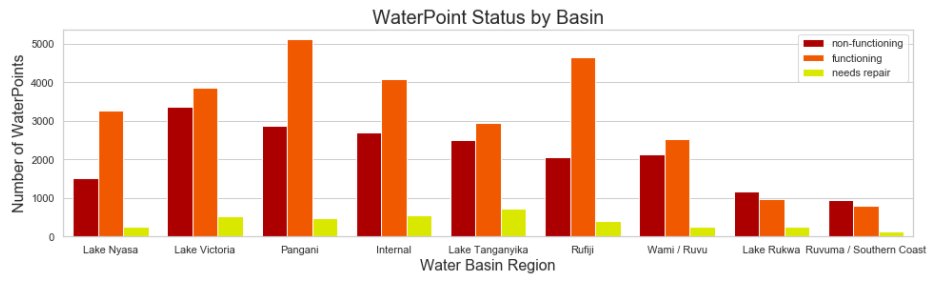 WaterPoint Status by Basin
Number of WaterPoints
5000
4000
3000
2000
1000
0
non-functioning
functioning
needs repair
Lake Nyasa
Lake Victoria
Pangani
Internal
Lake Tanganyika
Rufiji
Wami / Ruvu
Lake Rukwa
Ruvuma / Southern Coast
Water Basin Region